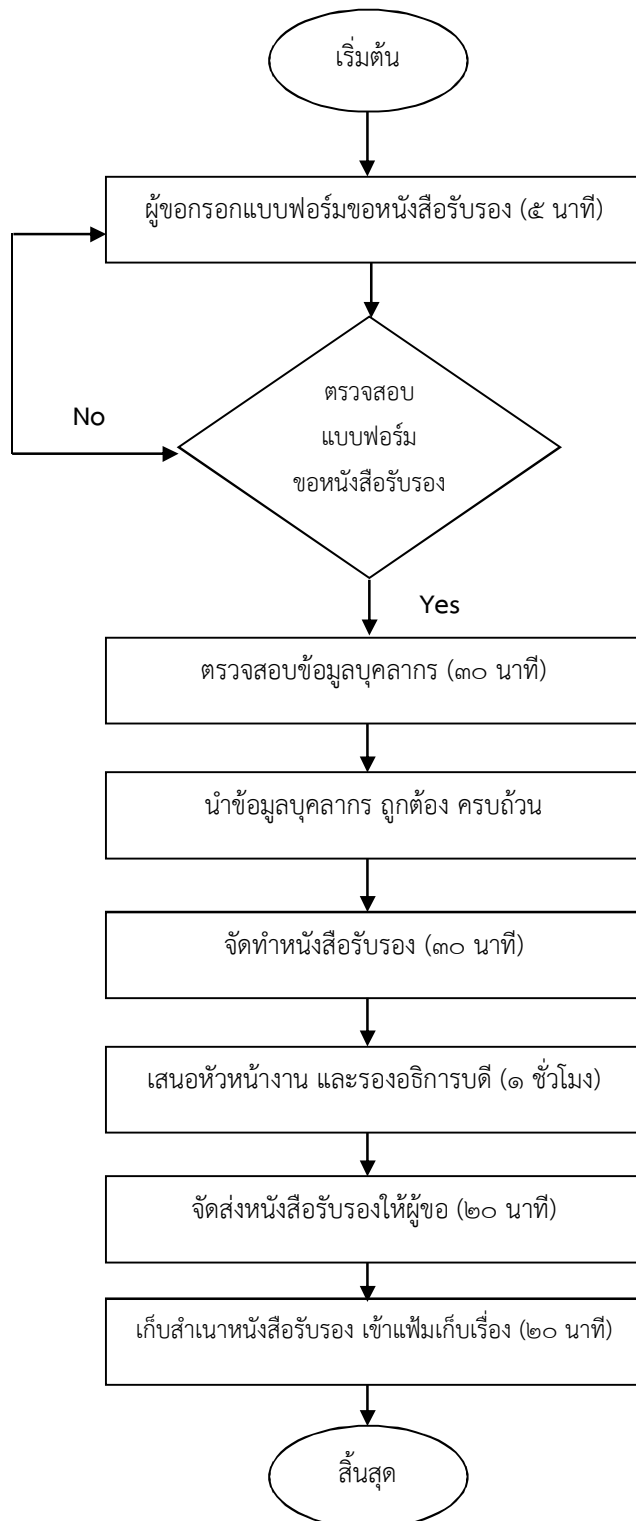 เริ่มต้น
ผู้ขอกรอกแบบฟอร์มขอหนังสือรับรอง (๕ นาที)
ตรวจสอบ
แบบฟอร์ม
ขอหนังสือรับรอง
No
Yes
ตรวจสอบข้อมูลบุคลากร (๓๐ นาที)
นำข้อมูลบุคลากร ถูกต้อง ครบถ้วน
จัดทำหนังสือรับรอง (๓๐ นาที)
เสนอหัวหน้างาน และรองอธิการบดี (๑ ชั่วโมง)
จัดส่งหนังสือรับรองให้ผู้ขอ (๒๐ นาที)
เก็บสำเนาหนังสือรับรอง เข้าแฟ้มเก็บเรื่อง (๒๐ นาที)
สิ้นสุด